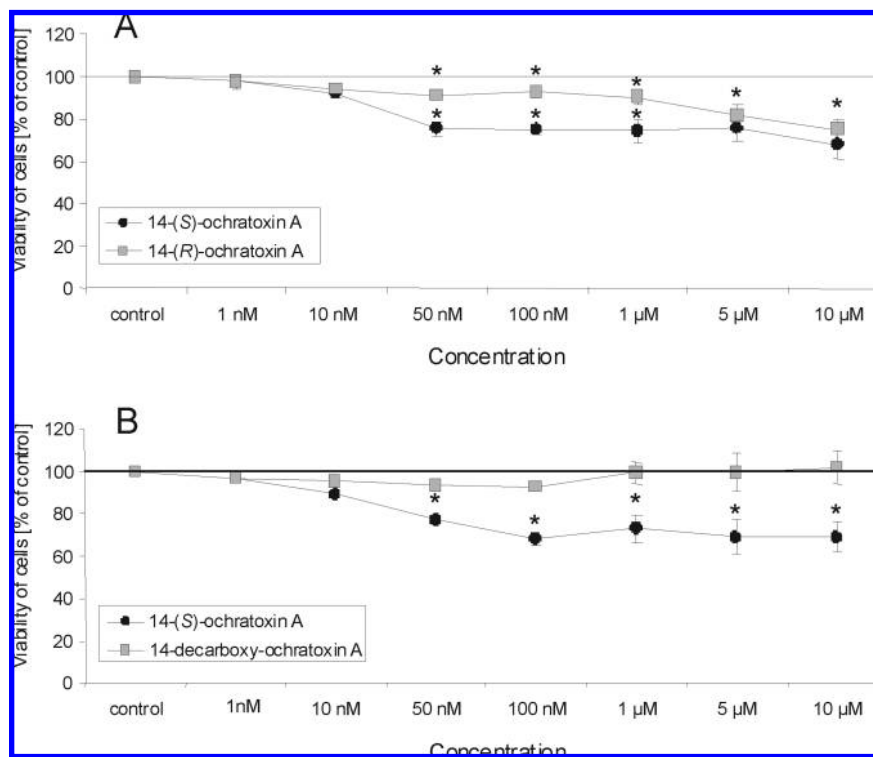 A
Viability of cells [% of control]
120
100
80
60
40
20
0
* * * * *
* * *
14-(S)-ochratoxin A
14-(R)-ochratoxin A
control 1 nM 10 nM 50 nM 100 nM 1 µM 5 µM 10 µM
Concentration
B
Viability of cells [% of control]
120
100
80
60
40
20
0
* * * * *
14-(S)-ochratoxin A
14-decarboxy-ochratoxin A
control 1nM 10 nM 50 nM 100 nM 1 µM 5 µM 10 µM
Concentration